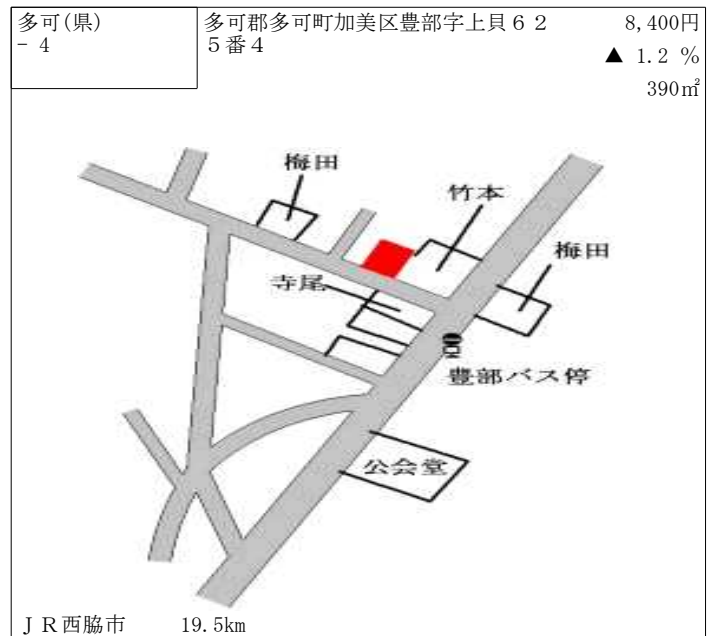 多可(県) 多可郡多可町加美区豊部字上貝６２ 8,400円
- 4 ５番４ ▲ 1.2 %
390㎡
梅田
竹本
梅田
寺尾
豊部バス停
公会堂
ＪＲ西脇市 19.5km